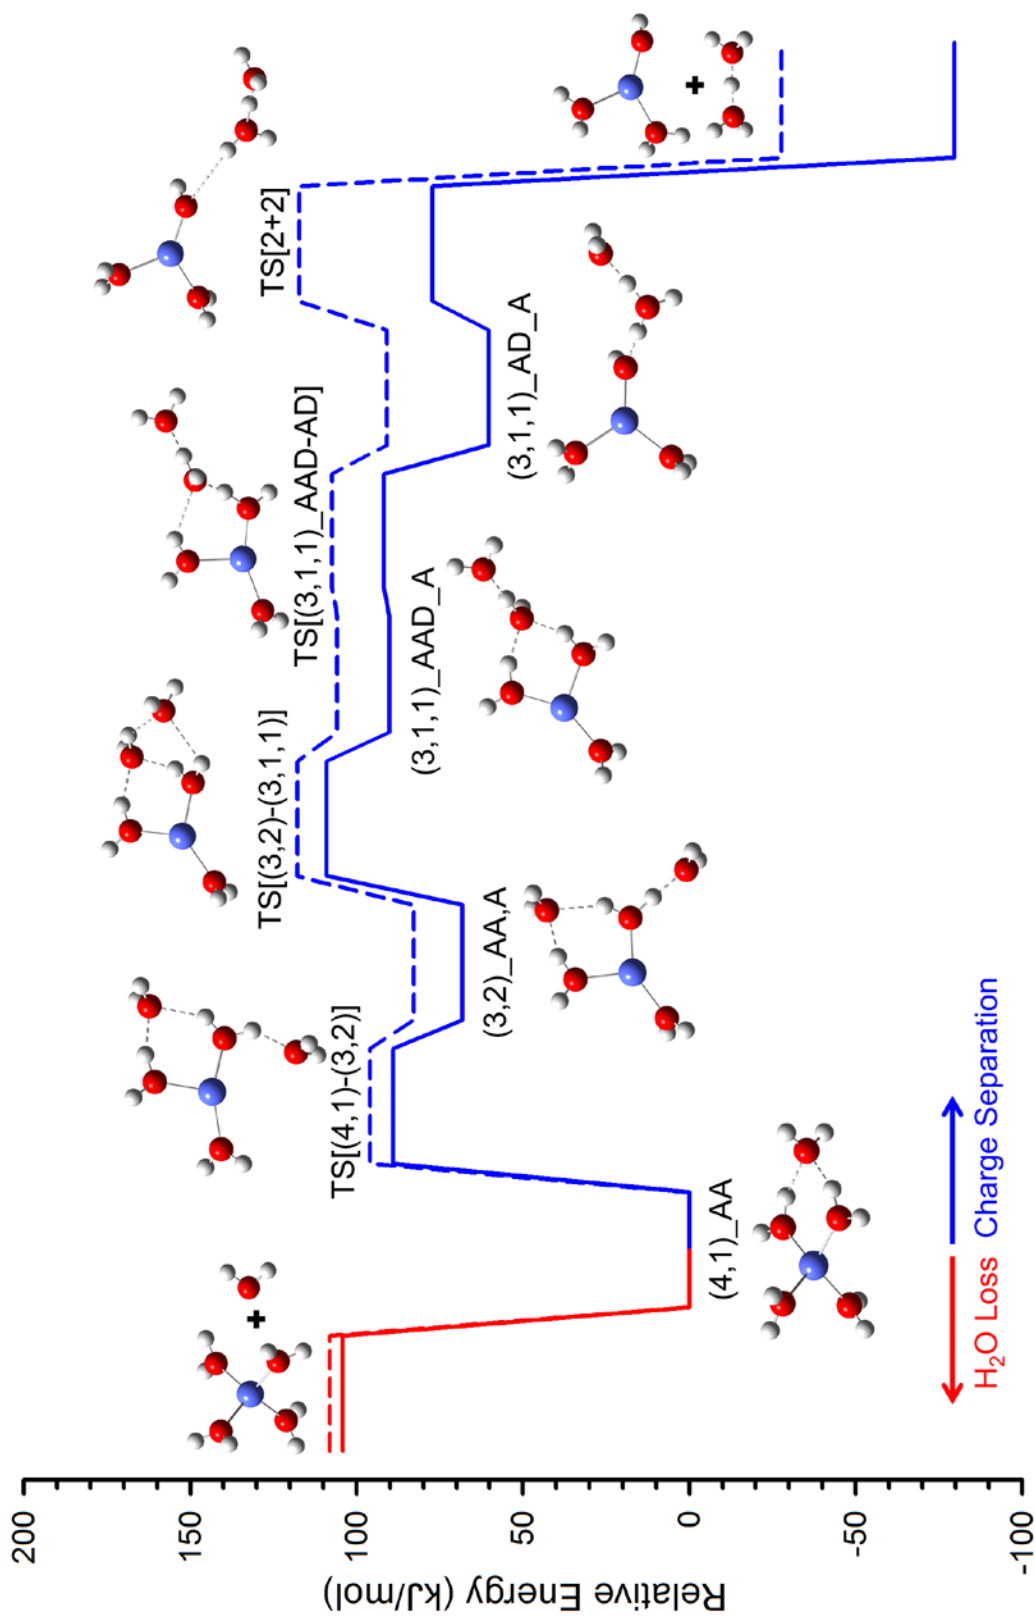 200
150
100
50
0
-50
-100
Relative Energy (kJ/mol)
+
TS[(4,1)-(3,2)]
TS[(3,2)-(3,1,1)]
TS[(3,1,1)_AAD-AD]
TS[2+2]
(4,1)_AA
(3,2)_AA,A
(3,1,1)_AAD_A
(3,1,1)_AD_A
+
H₂O Loss
Charge Separation